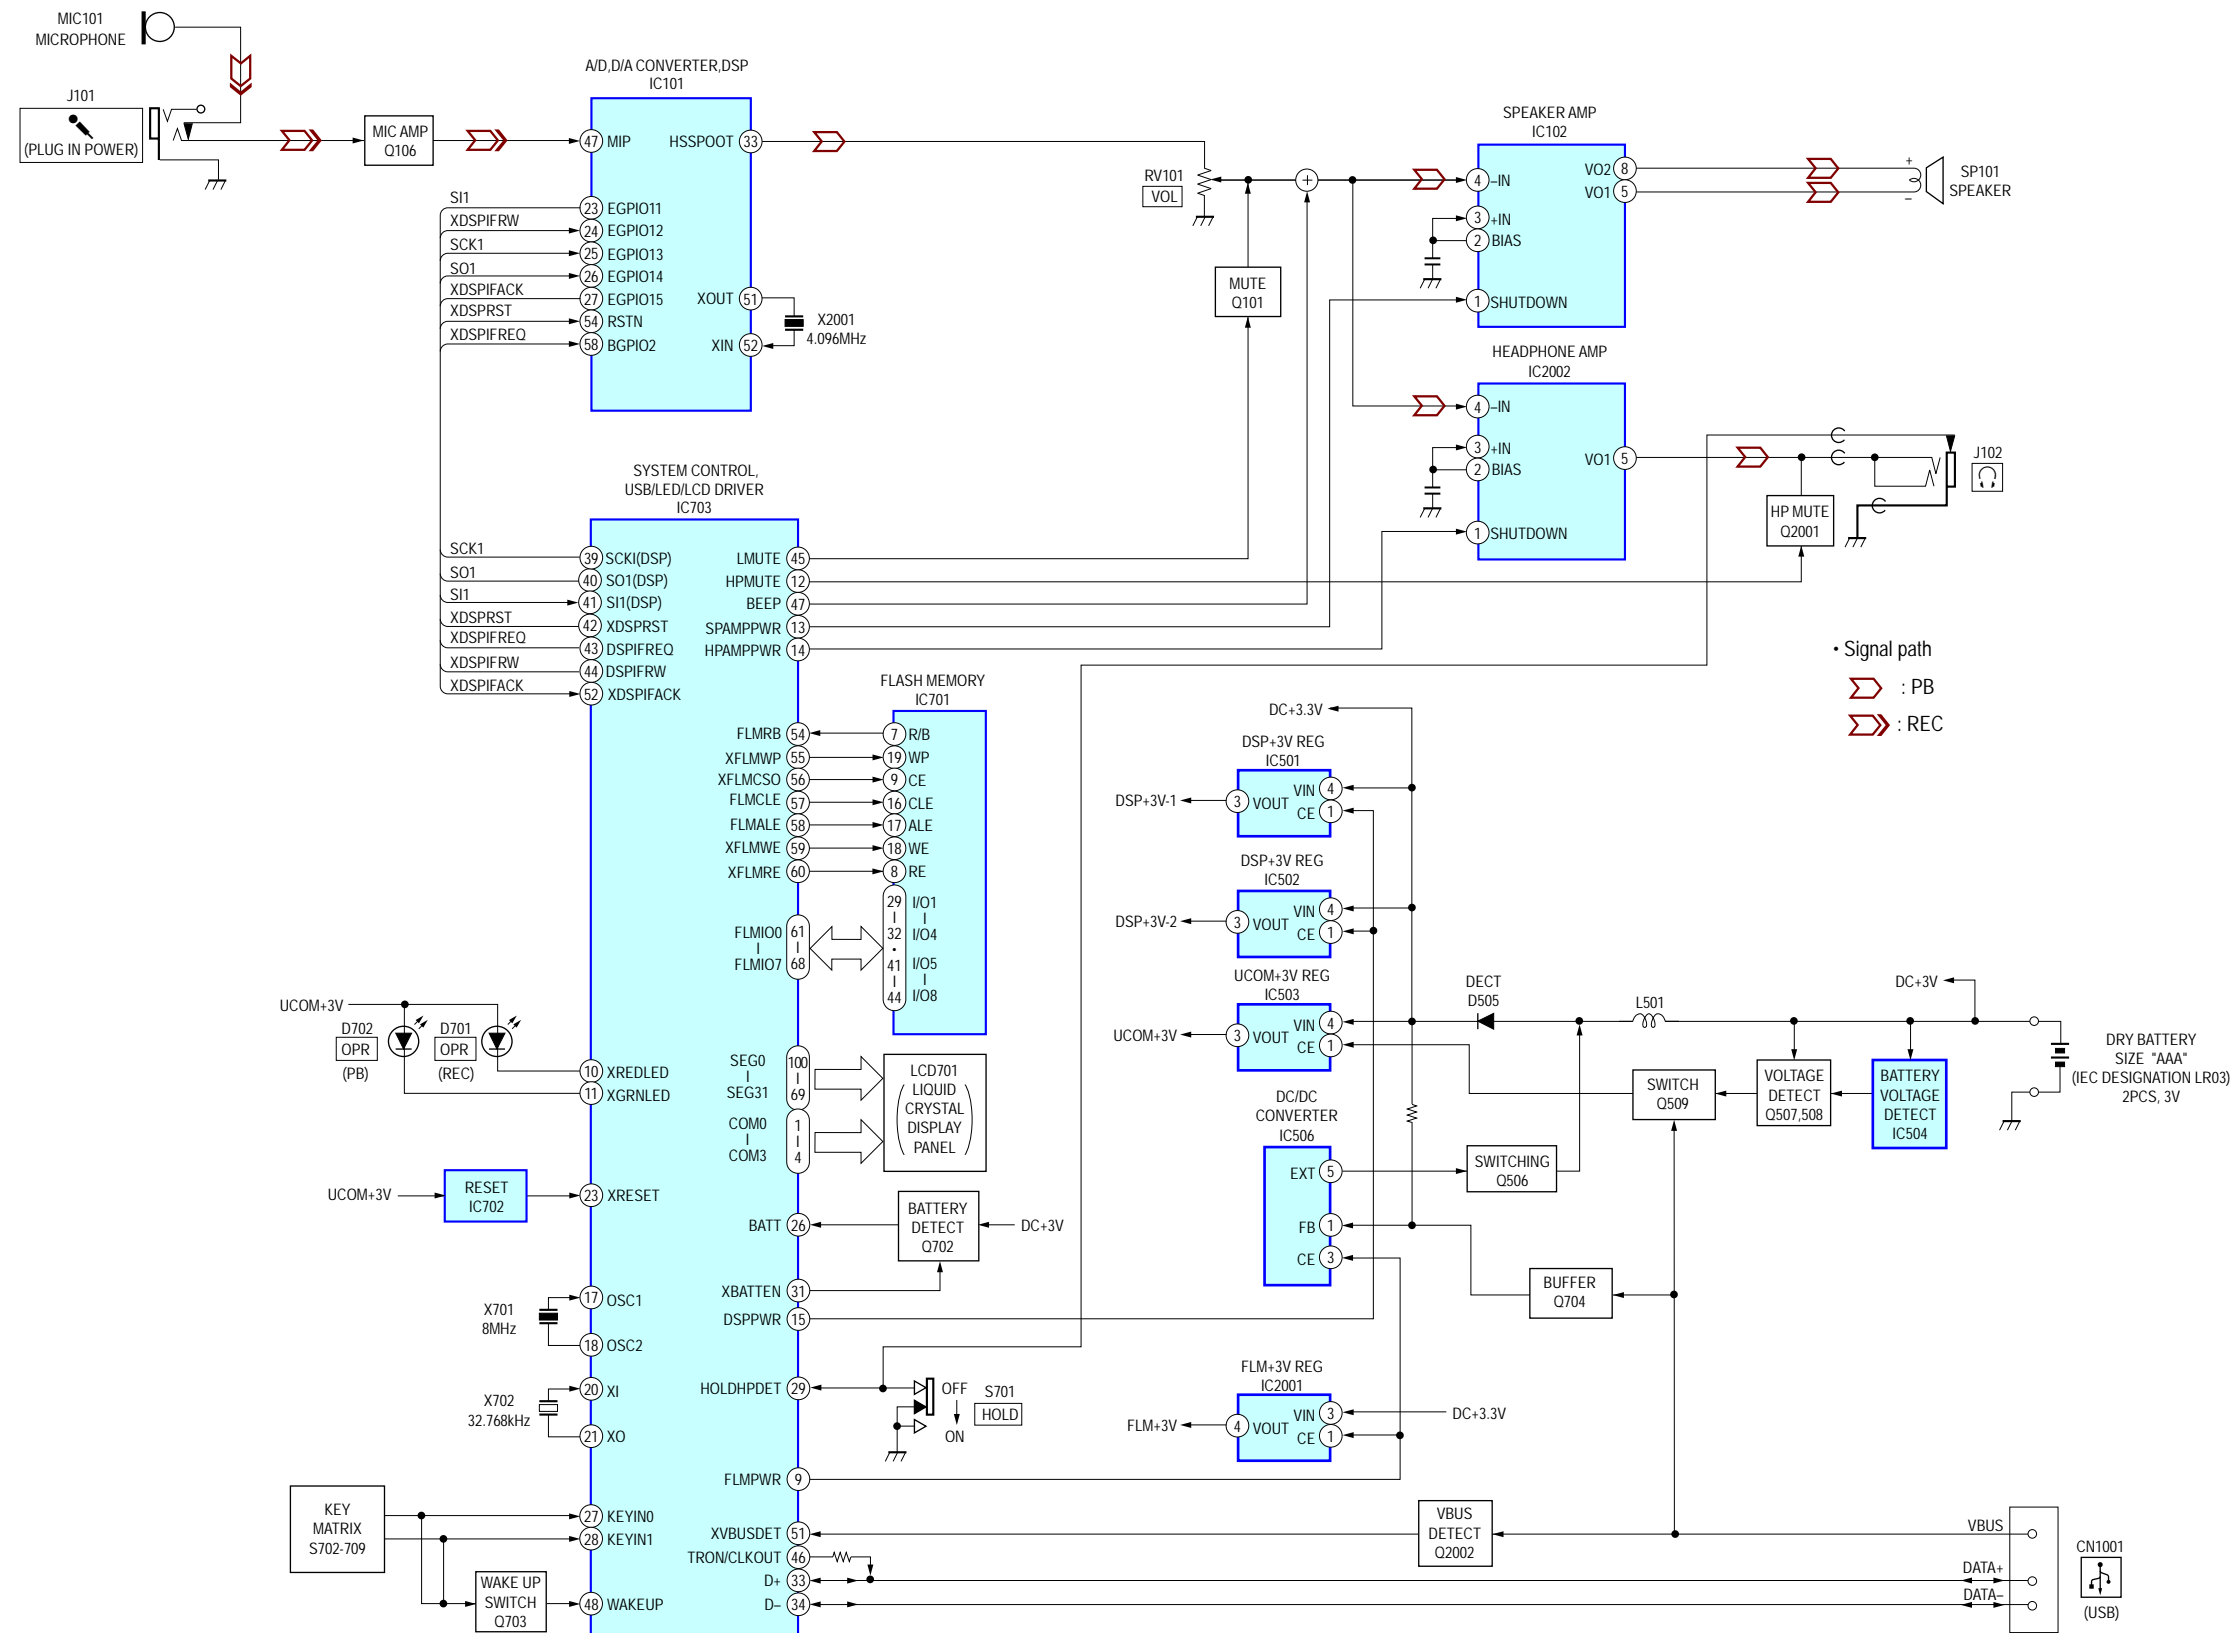 MIC101
MICROPHONE
J101
(PLUG IN POWER)
MIC AMP
Q106
A/D,D/A CONVERTER,DSP
IC101
47 MIP
HSSPOOT 33
SI1
23 EGPIO11
XDSPIFRW
24 EGPIO12
SCK1
25 EGPIO13
SO1
26 EGPIO14
XDSPIFACK
27 EGPIO15
XDSPRST
54 RSTN
XDSPIFREQ
58 BGPIO2
XOUT 51
XIN 52
X2001
4.096MHz
RV101
VOL
MUTE
Q101
+
SPEAKER AMP
IC102
4 –IN
3 +IN
2 BIAS
1 SHUTDOWN
VO2 8
VO1 5
+
–
SP101
SPEAKER
HEADPHONE AMP
IC2002
4 –IN
3 +IN
2 BIAS
1 SHUTDOWN
VO1 5
HP MUTE
Q2001
J102
SYSTEM CONTROL,
USB/LED/LCD DRIVER
IC703
SCK1
39 SCKI(DSP)
SO1
40 SO1(DSP)
SI1
41 SI1(DSP)
XDSPRST
42 XDSPRST
XDSPIFREQ
43 DSPIFREQ
XDSPIFRW
44 DSPIFRW
XDSPIFACK
52 XDSPIFACK
LMUTE 45
HPMUTE 12
BEEP 47
SPAMPPWR 13
HPAMPPWR 14
• Signal path
: PB
: REC
FLASH MEMORY
IC701
FLMRB 54
7 R/B
XFLMWP 55
19 WP
XFLMCSO 56
9 CE
FLMCLE 57
16 CLE
FLMALE 58
17 ALE
XFLMWE 59
18 WE
XFLMRE 60
8 RE
FLMIO0 61
FLMIO7 68
29 I/O1
32 I/O4
41 I/O5
44 I/O8
UCOM+3V
D702
OPR
(PB)
D701
OPR
(REC)
10 XREDLED
11 XGRNLED
SEG0 100
SEG31 69
COM0 1
COM3 4
LCD701
LIQUID
CRYSTAL
DISPLAY
PANEL
UCOM+3V
RESET
IC702
23 XRESET
BATT 26
BATTERY
DETECT
Q702
DC+3V
XBATTEN 31
DSPPWR 15
X701
8MHz
17 OSC1
18 OSC2
X702
32.768kHz
20 XI
21 XO
HOLDHPDET 29
OFF
ON
S701
HOLD
FLMPWR 9
KEY
MATRIX
S702-709
27 KEYIN0
28 KEYIN1
WAKE UP
SWITCH
Q703
48 WAKEUP
XVBUSDET 51
TRON/CLKOUT 46
D+ 33
D– 34
DC+3.3V
DSP+3V REG
IC501
DSP+3V-1
3 VOUT
VIN 4
CE 1
DSP+3V REG
IC502
DSP+3V-2
3 VOUT
VIN 4
CE 1
UCOM+3V REG
IC503
UCOM+3V
3 VOUT
VIN 4
CE 1
DECT
D505
L501
DC+3V
DRY BATTERY
SIZE "AAA"
(IEC DESIGNATION LR03)
2PCS, 3V
SWITCH
Q509
VOLTAGE
DETECT
Q507,508
BATTERY
VOLTAGE
DETECT
IC504
DC/DC
CONVERTER
IC506
EXT 5
FB 1
CE 3
SWITCHING
Q506
BUFFER
Q704
FLM+3V REG
IC2001
FLM+3V
4 VOUT
VIN 3
CE 1
DC+3.3V
VBUS
DETECT
Q2002
VBUS
DATA+
DATA–
CN1001
(USB)